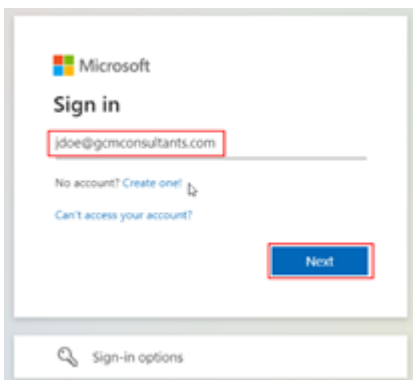 Microsoft
Sign in
jdoe@gcmconsultants.com
No account? Create one!
Can't access your account?
Next
Sign-in options